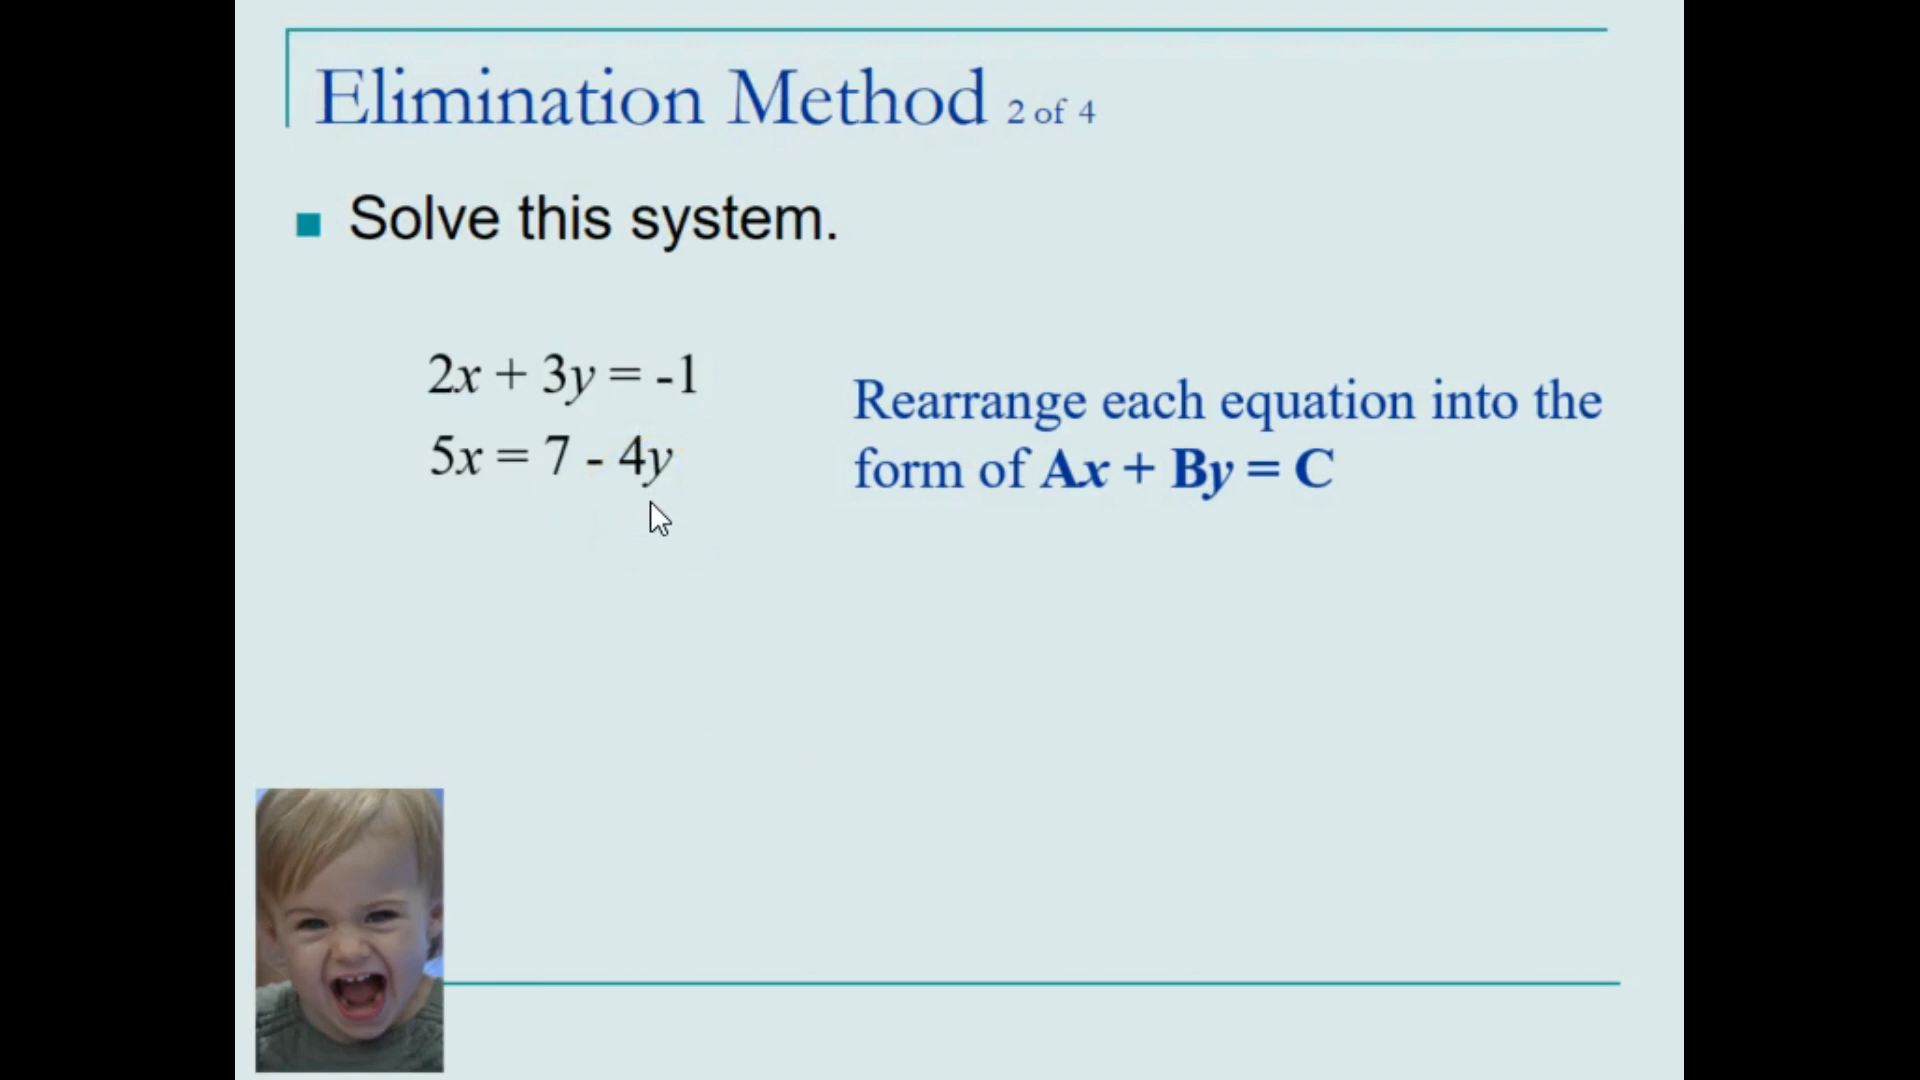 Elimination Method 2 of 4
Solve this system.
2x + 3y = -1
5x = 7 - 4y
Rearrange each equation into the
form of Ax + By = C